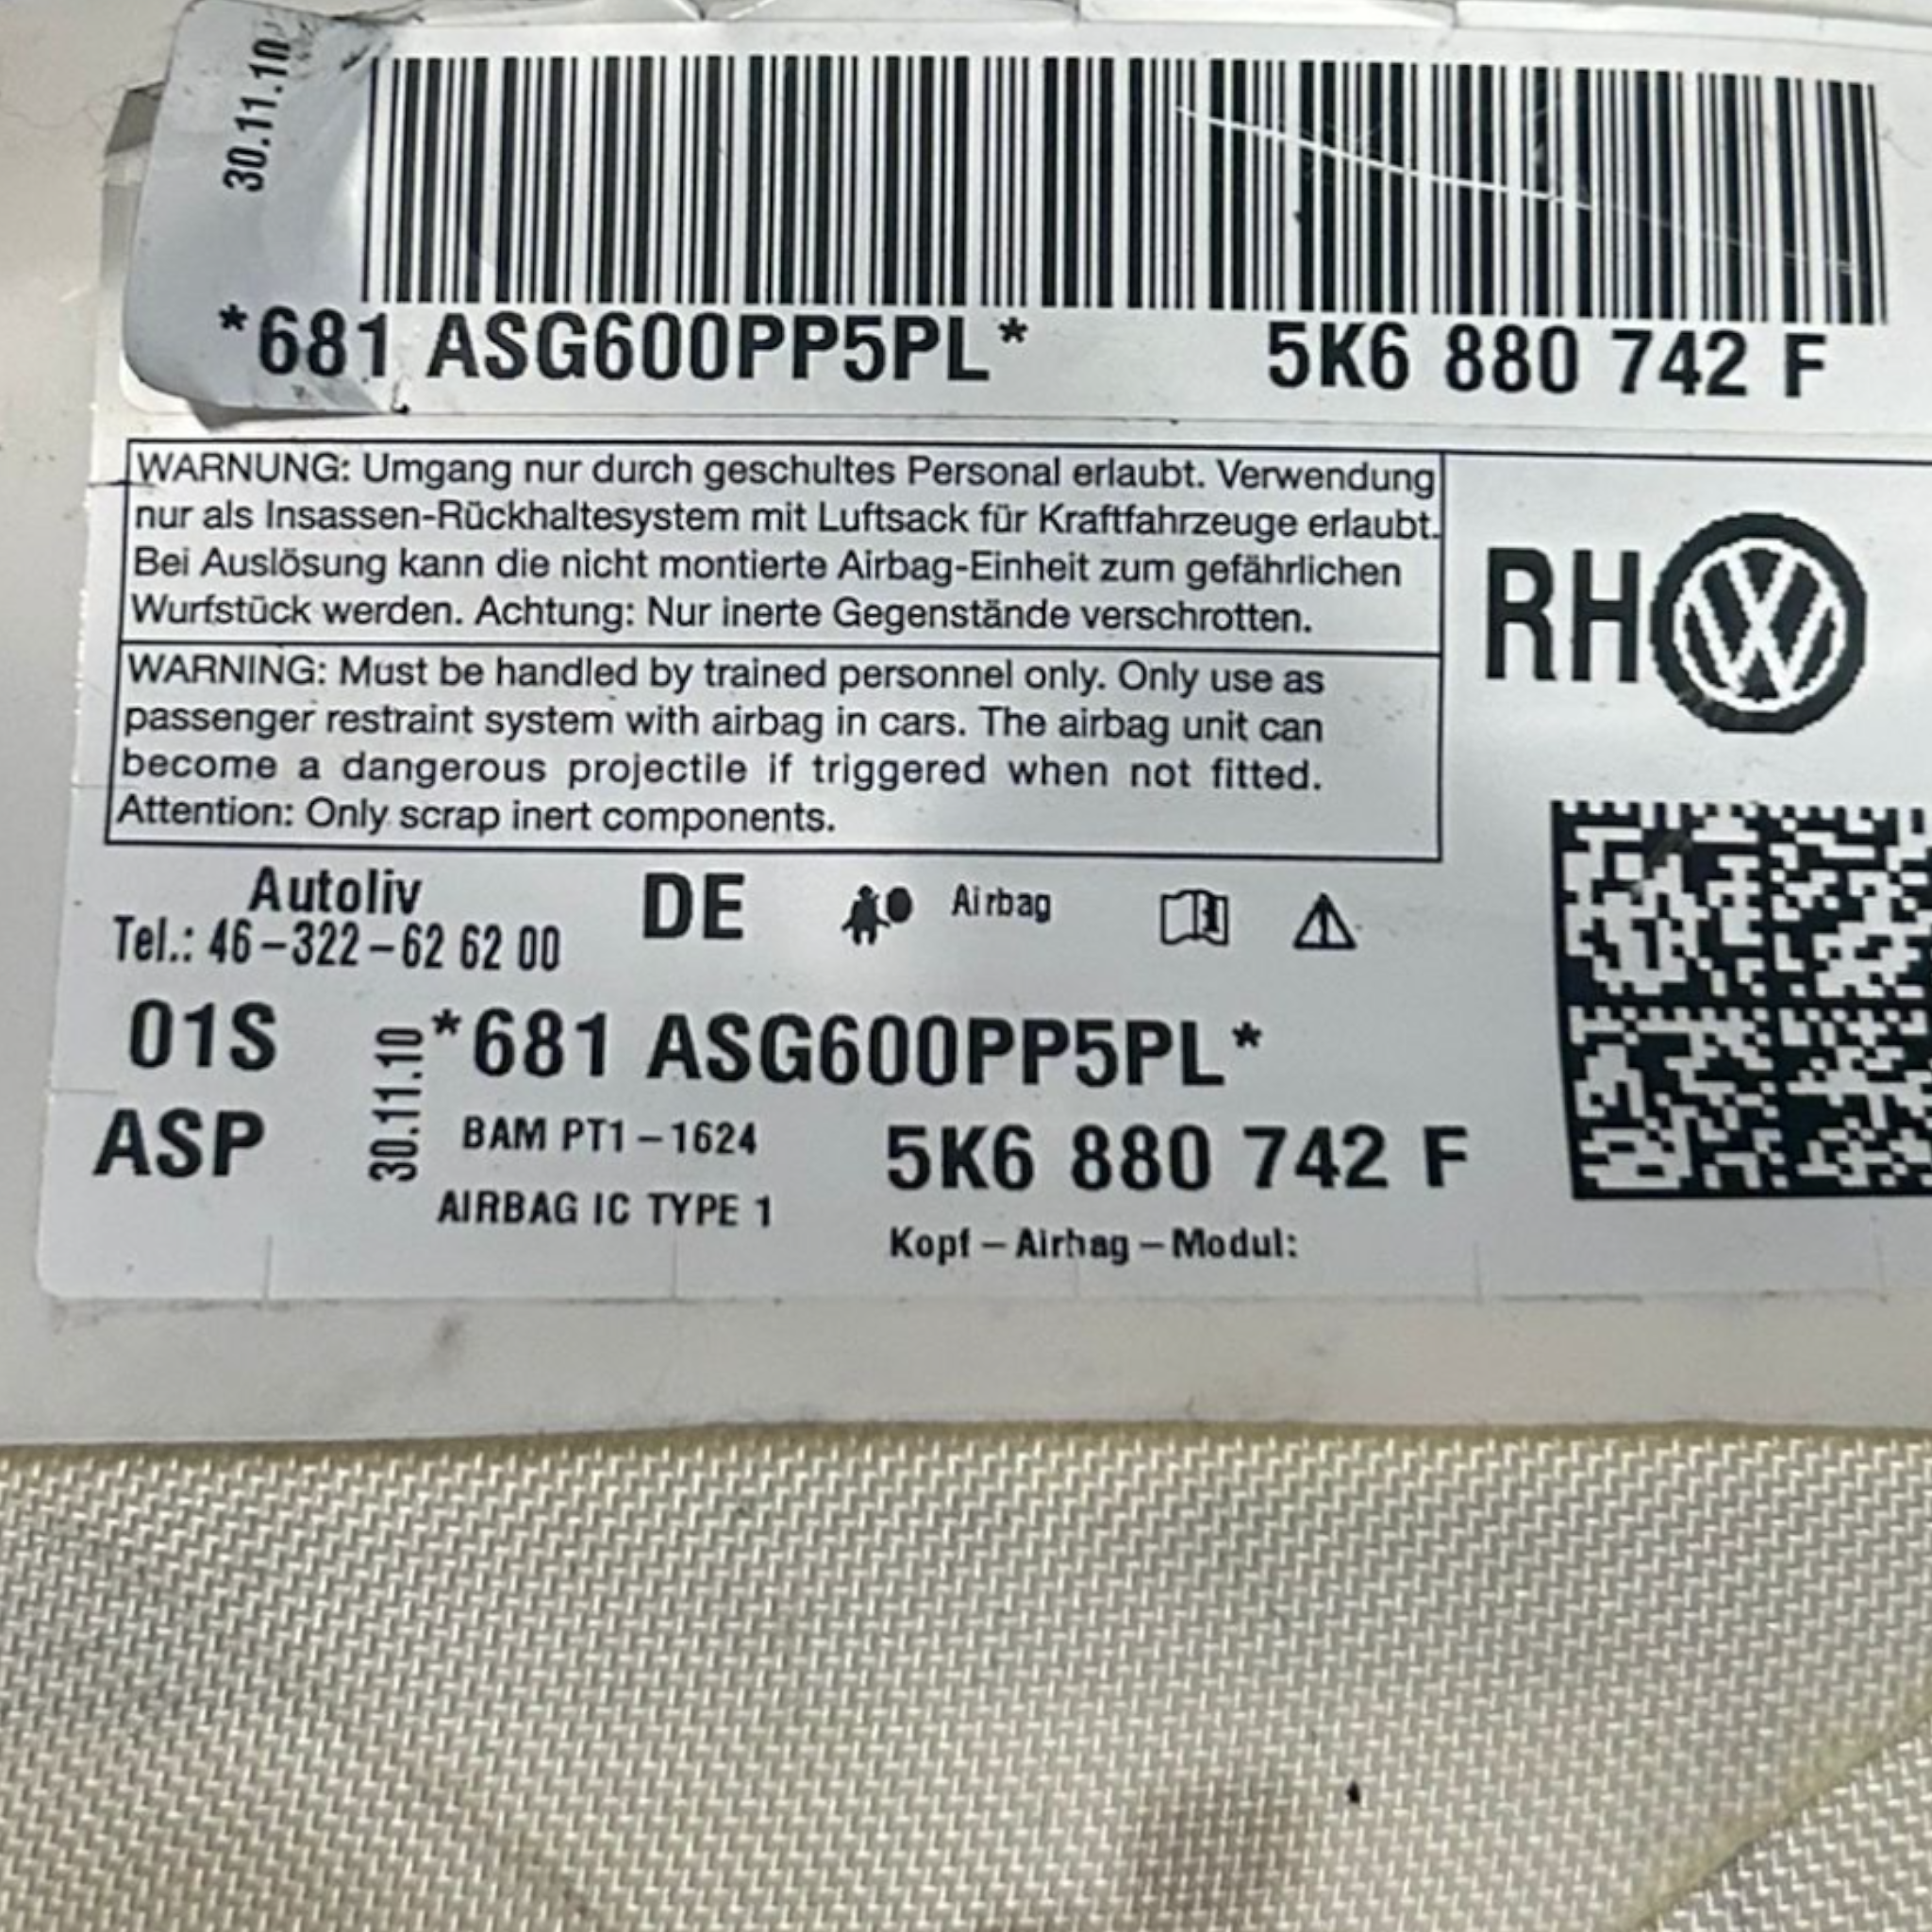 30.11.10
*681 ASG600PP5PL* 5K6 880 742 F
WARNUNG: Umgang nur durch geschultes Personal erlaubt. Verwendung
nur als Insassen-Rückhaltesystem mit Luftsack für Kraftfahrzeuge erlaubt.
Bei Auslösung kann die nicht montierte Airbag-Einheit zum gefährlichen
Wurfstück werden. Achtung: Nur inerte Gegenstände verschrotten.
WARNING: Must be handled by trained personnel only. Only use as
passenger restraint system with airbag in cars. The airbag unit can
become a dangerous projectile if triggered when not fitted.
Attention: Only scrap inert components.
RH
Autoliv DE Airbag
Tel.: 46-322-62 62 00
01S 30.11.10 *681 ASG600PP5PL*
ASP BAM PT1-1624 5K6 880 742 F
AIRBAG IC TYPE 1
Kopf-Airbag-Modul: